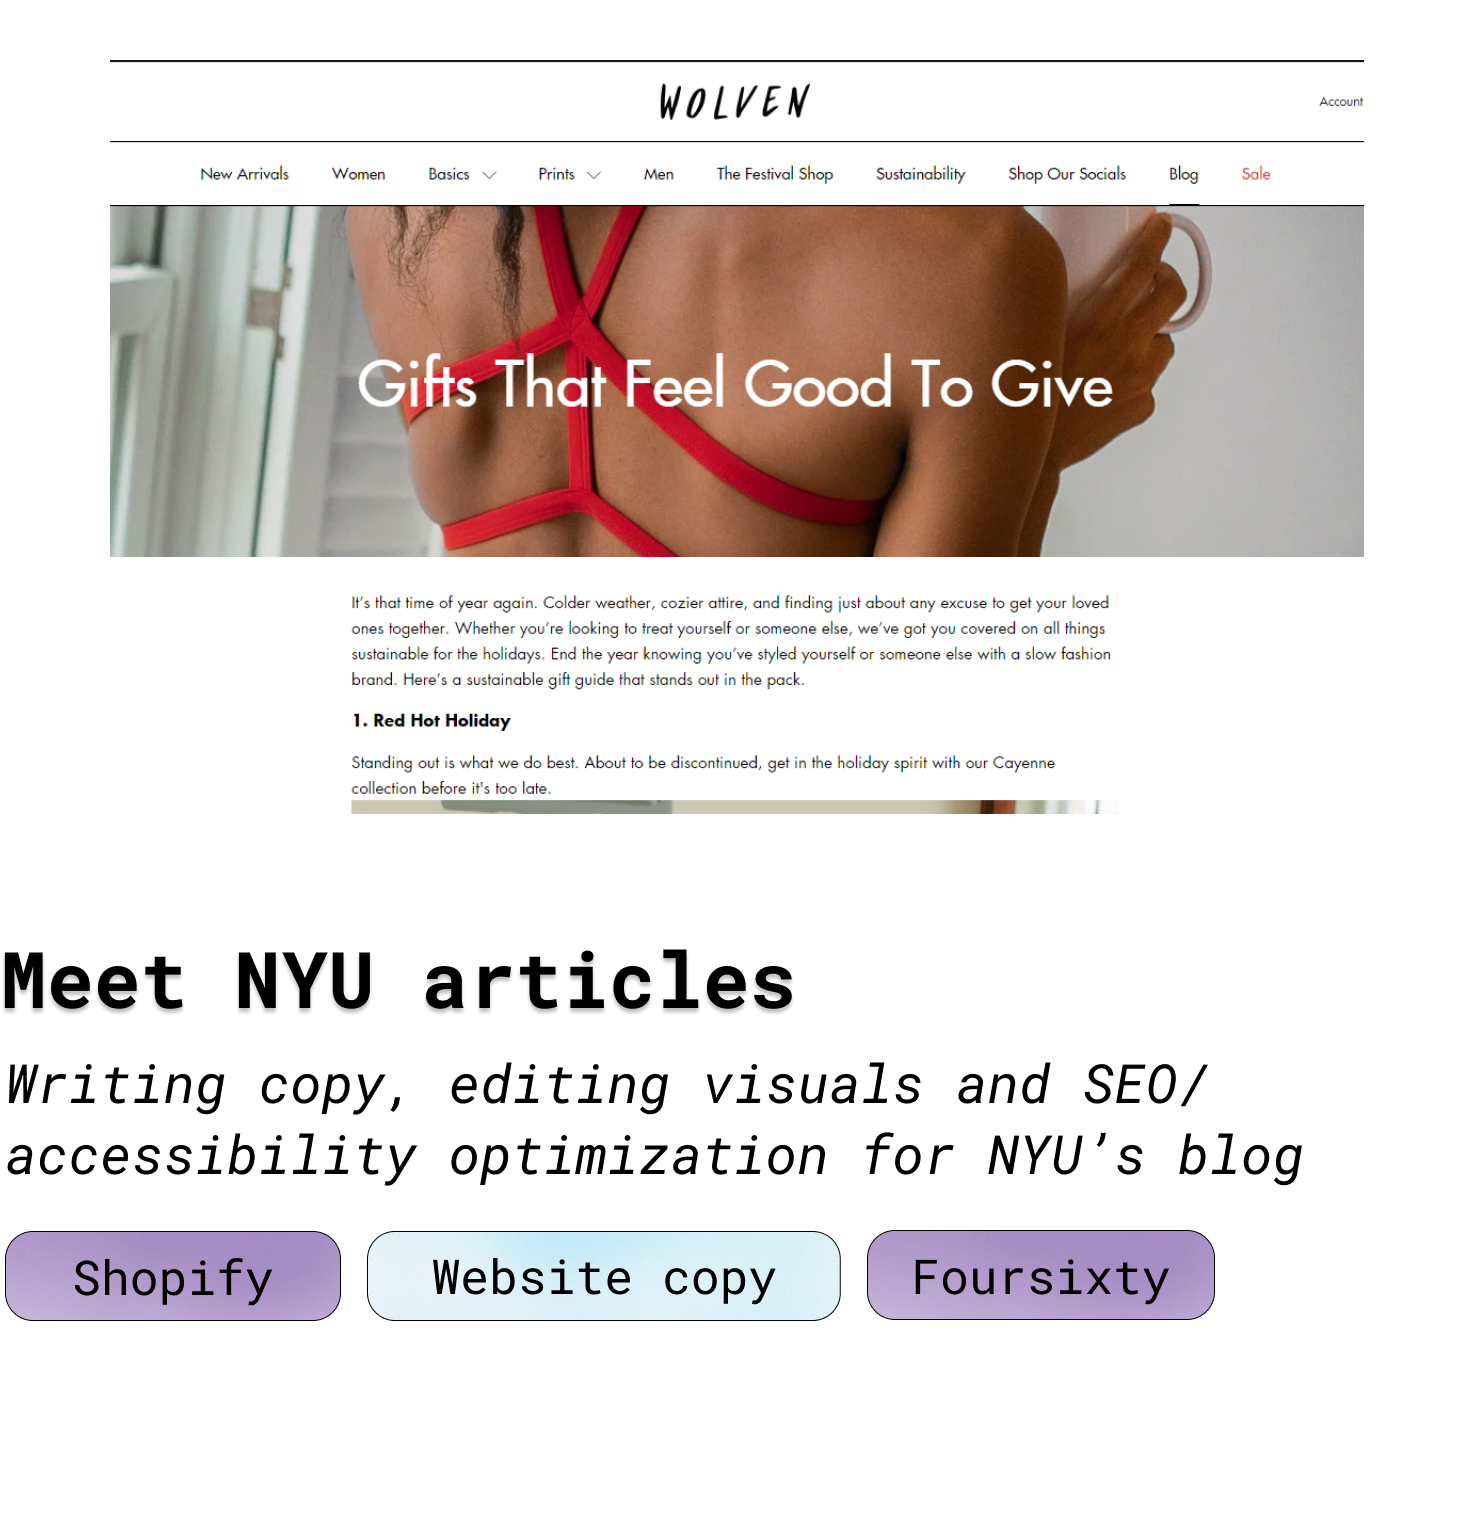 WOLVEN
Account
New Arrivals Women Basics Prints Men The Festival Shop Sustainability Shop Our Socials Blog Sale
Gifts That Feel Good To Give
It’s that time of year again. Colder weather, cozier attire, and finding just about any excuse to get your loved
ones together. Whether you’re looking to treat yourself or someone else, we’ve got you covered on all things
sustainable for the holidays. End the year knowing you’ve styled yourself or someone else with a slow fashion
brand. Here’s a sustainable gift guide that stands out in the pack.
1. Red Hot Holiday
Standing out is what we do best. About to be discontinued, get in the holiday spirit with our Cayenne
collection before it's too late.
Meet NYU articles
Writing copy, editing visuals and SEO/
accessibility optimization for NYU’s blog
Shopify Website copy Foursixty